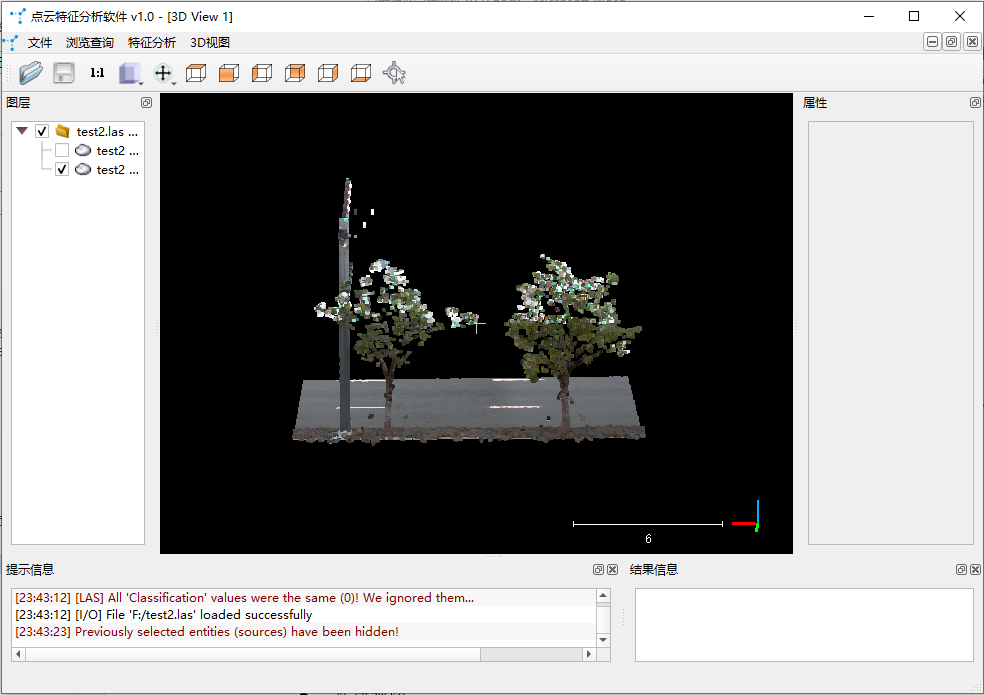 点云特征分析软件 v1.0 - [3D View 1]
文件 浏览查询 特征分析 3D视图
1:1
图层
属性
test2.las ...
test2 ...
test2 ...
6
提示信息
结果信息
[23:43:12] [LAS] All 'Classification' values were the same (0)! We ignored them...
[23:43:12] [I/O] File 'F:/test2.las' loaded successfully
[23:43:23] Previously selected entities (sources) have been hidden!